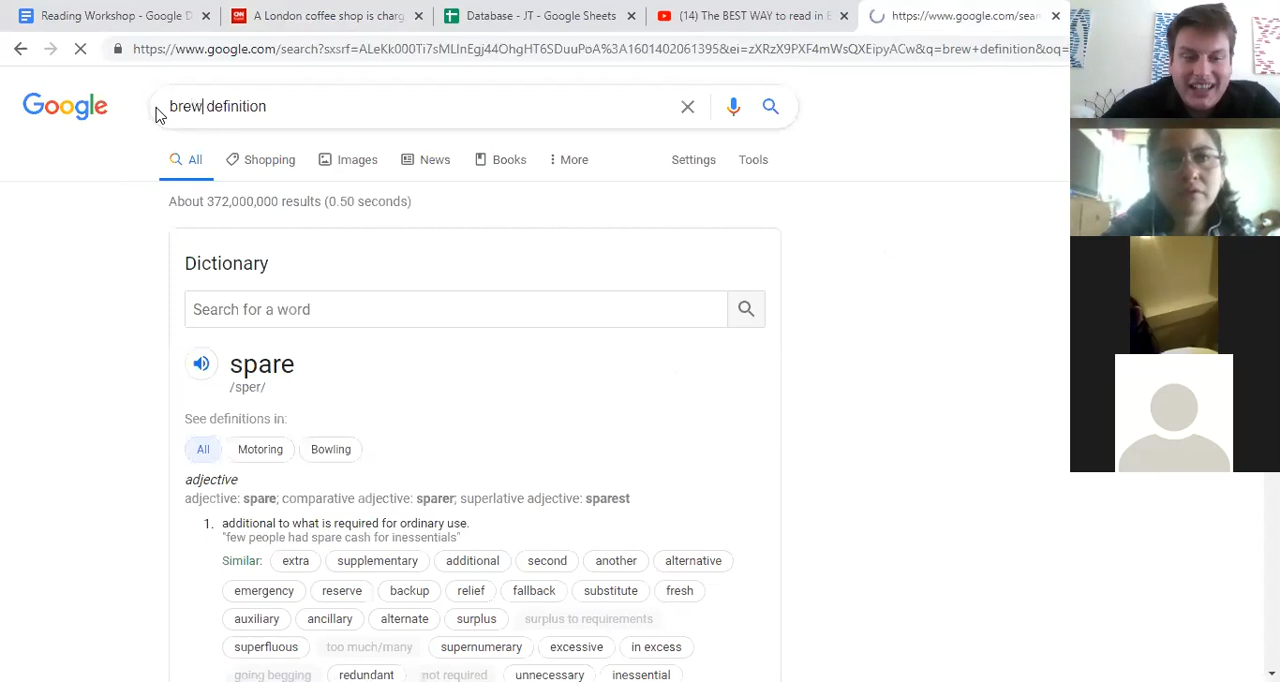 Reading Workshop - Google D
A London coffee shop is charg
Database - JT - Google Sheets
(14) The BEST WAY to read in E
https://www.google.com/sear
https://www.google.com/search?
q=brew+definition&oq=
Google
brew definition
All
Shopping
Images
News
Books
More
Settings
Tools
About 372,000,000 results (0.50 seconds)
Dictionary
Search for a word
spare
/sper/
See definitions in:
All
Motoring
Bowling
adjective
adjective: spare; comparative adjective: sparer; superlative adjective: sparest
1. additional to what is required for ordinary use.
"few people had spare cash for inessentials"
Similar: extra supplementary additional second another alternative
emergency reserve backup relief fallback substitute fresh
auxiliary ancillary alternate surplus surplus to requirements
superfluous too much/many supernumerary excessive in excess
going begging redundant not required unnecessary inessential